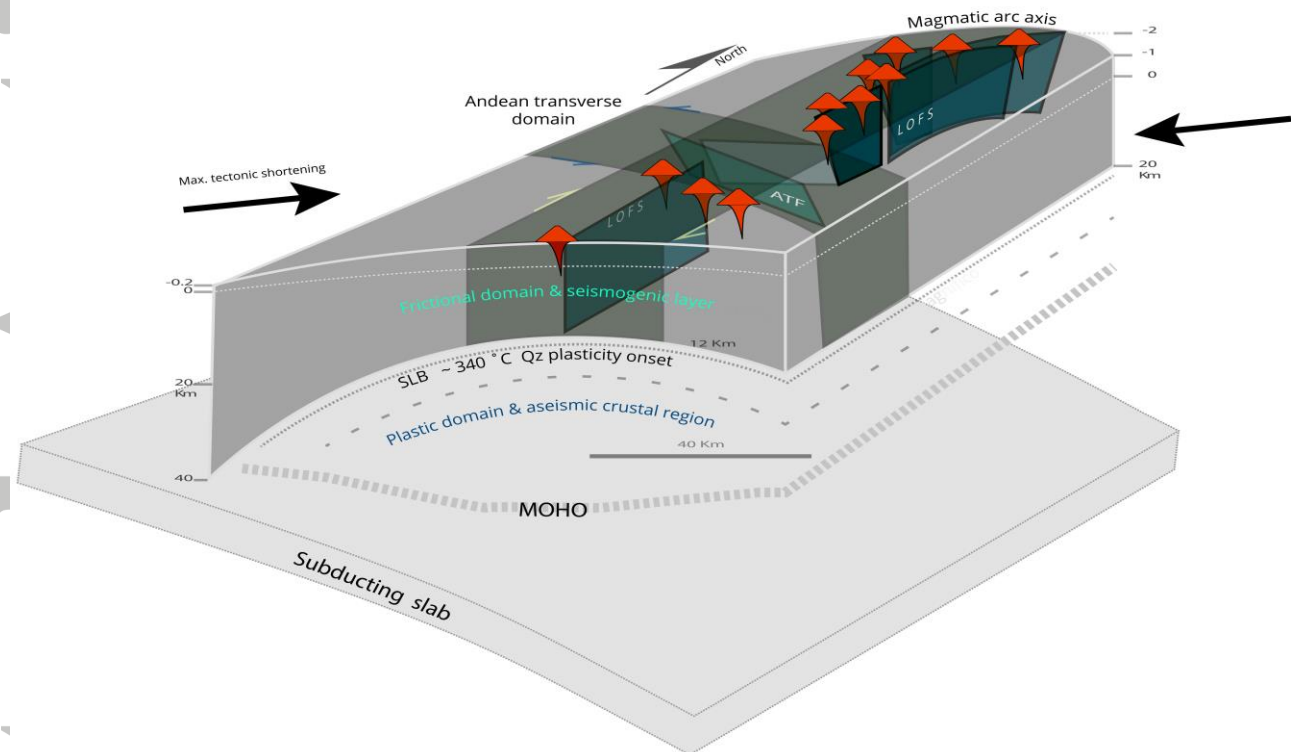 Magmatic arc axis
-2
-1
0
20
Km
North
Andean transverse
domain
Max. tectonic shortening
LOFS
LOFS
ATF
-0.2
0
Frictional domain & seismogenic layer
12 Km
SLB ~ 340 °C Qz plasticity onset
20
Km
Plastic domain & aseismic crustal region
40 Km
40
MOHO
Subducting slab